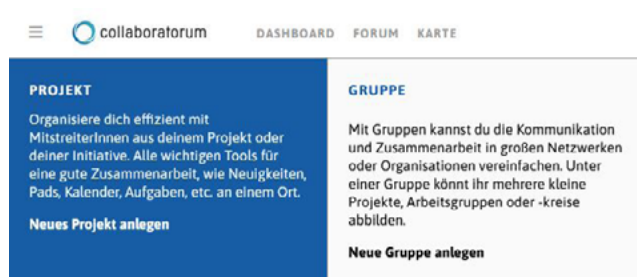 collaboratorum DASHBOARD FORUM KARTE
PROJEKT
Organisiere dich effizient mit
MitstreiterInnen aus deinem Projekt oder
deiner Initiative. Alle wichtigen Tools für
eine gute Zusammenarbeit, wie Neuigkeiten,
Pads, Kalender, Aufgaben, etc. an einem Ort.
Neues Projekt anlegen
GRUPPE
Mit Gruppen kannst du die Kommunikation
und Zusammenarbeit in großen Netzwerken
oder Organisationen vereinfachen. Unter
einer Gruppe könnt ihr mehrere kleine
Projekte, Arbeitsgruppen oder -kreise
abbilden.
Neue Gruppe anlegen